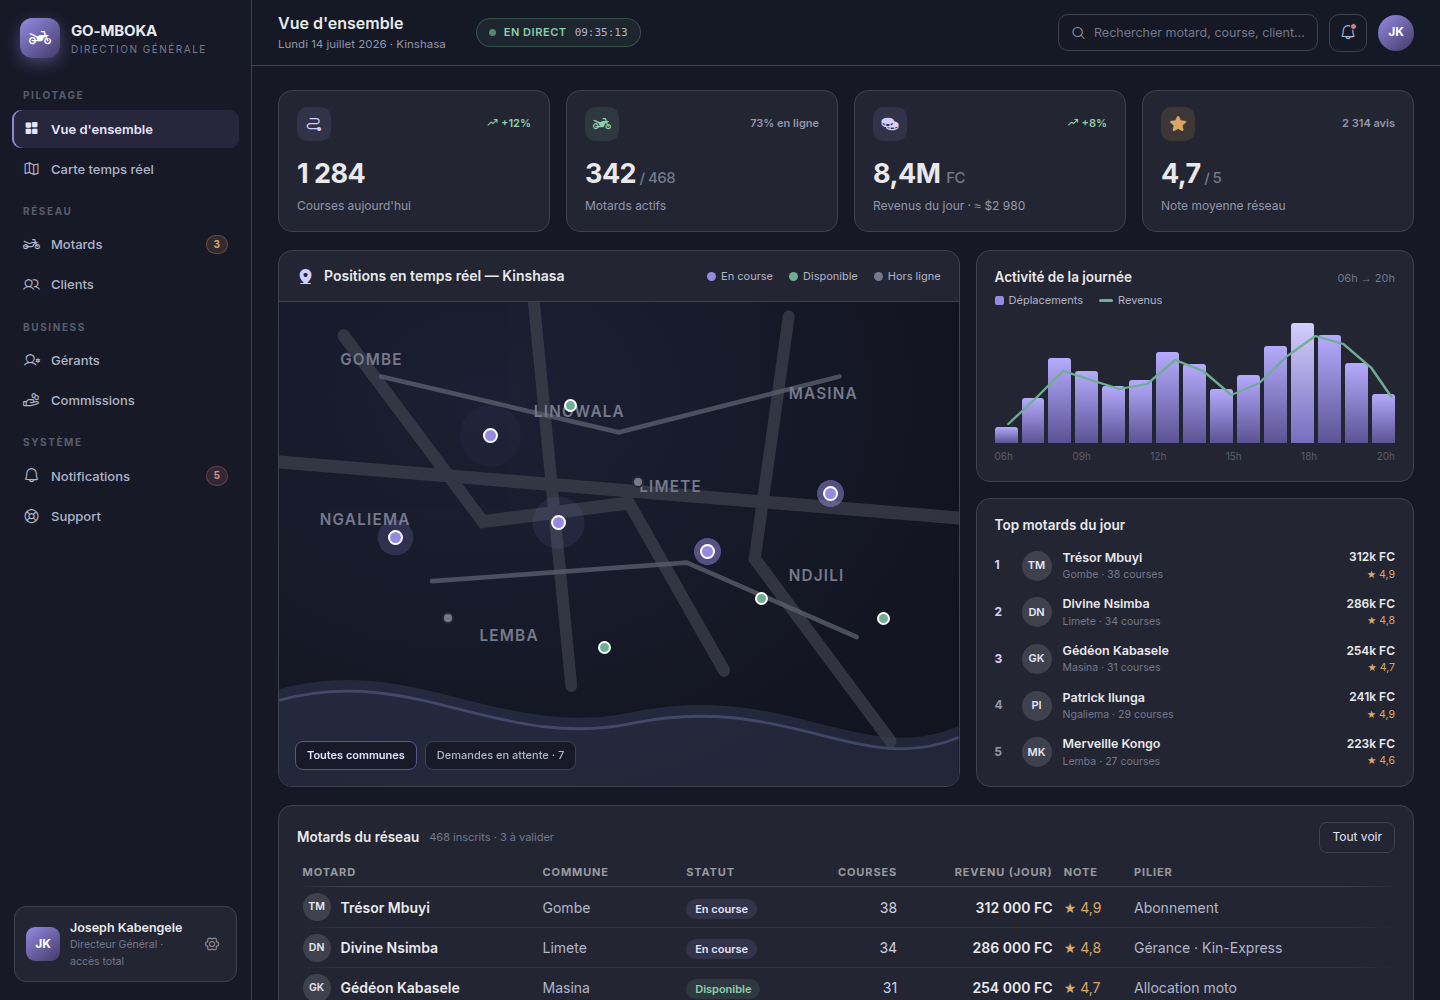 GO-MBOKA
DIRECTION GÉNÉRALE
PILOTAGE
Vue d'ensemble
Carte temps réel
RÉSEAU
Motards 3
Clients
BUSINESS
Gérants
Commissions
SYSTÈME
Notifications 5
Support
JK
Joseph Kabengele
Directeur Général ·
accès total
Vue d'ensemble
Lundi 14 juillet 2026 · Kinshasa
EN DIRECT 09:35:13
Rechercher motard, course, client...
JK
+12%
1 284
Courses aujourd'hui
73% en ligne
342 / 468
Motards actifs
+8%
8,4M FC
Revenus du jour · ≈ $2 980
2 314 avis
4,7 / 5
Note moyenne réseau
Positions en temps réel — Kinshasa
En course Disponible Hors ligne
GOMBE
MASINA
LINGWALA
LIMETE
NGALIEMA
NDJILI
LEMBA
Toutes communes
Demandes en attente · 7
Activité de la journée
06h → 20h
Déplacements Revenus
06h 09h 12h 15h 18h 20h
Top motards du jour
1 TM Trésor Mbuyi 312k FC
Gombe · 38 courses ★ 4,9
2 DN Divine Nsimba 286k FC
Limete · 34 courses ★ 4,8
3 GK Gédéon Kabasele 254k FC
Masina · 31 courses ★ 4,7
4 PI Patrick Ilunga 241k FC
Ngaliema · 29 courses ★ 4,9
5 MK Merveille Kongo 223k FC
Lemba · 27 courses ★ 4,6
Motards du réseau 468 inscrits · 3 à valider
Tout voir
MOTARD COMMUNE STATUT COURSES REVENU (JOUR) NOTE PILIER
TM Trésor Mbuyi Gombe En course 38 312 000 FC ★ 4,9 Abonnement
DN Divine Nsimba Limete En course 34 286 000 FC ★ 4,8 Gérance · Kin-Express
GK Gédéon Kabasele Masina Disponible 31 254 000 FC ★ 4,7 Allocation moto